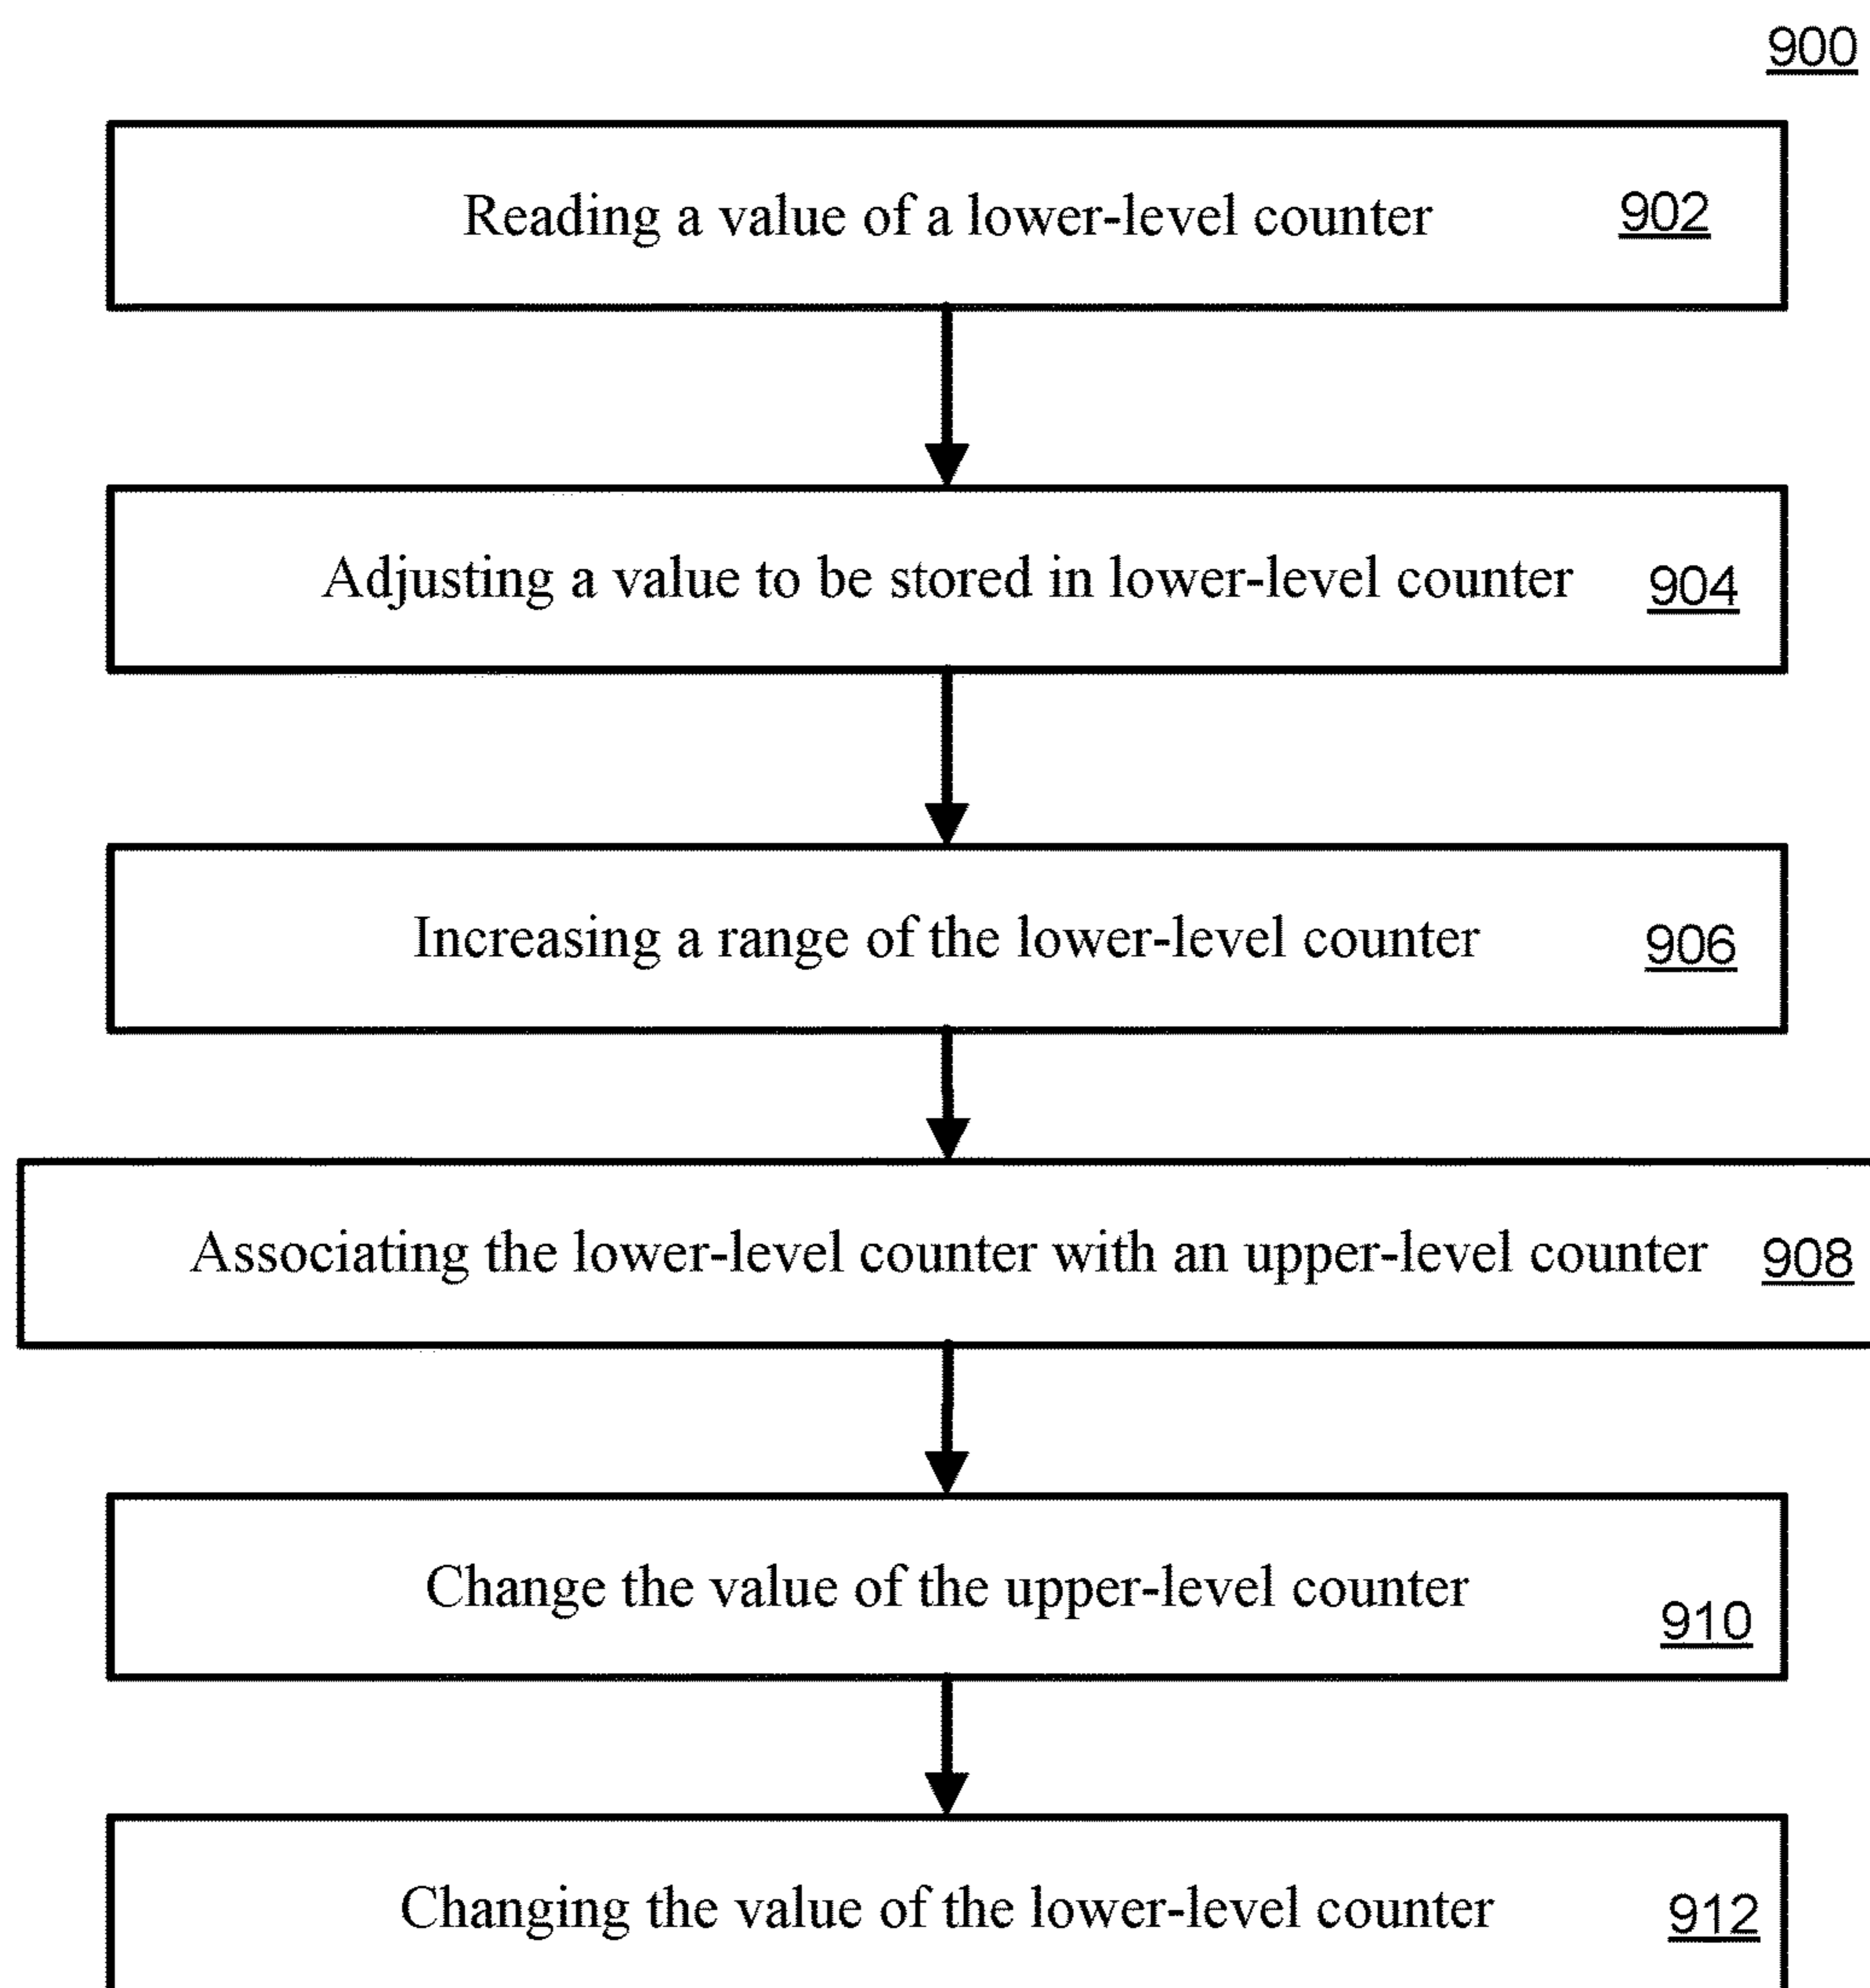 900
Reading a value of a lower-level counter 902
Adjusting a value to be stored in lower-level counter 904
Increasing a range of the lower-level counter 906
Associating the lower-level counter with an upper-level counter 908
Change the value of the upper-level counter 910
Changing the value of the lower-level counter 912